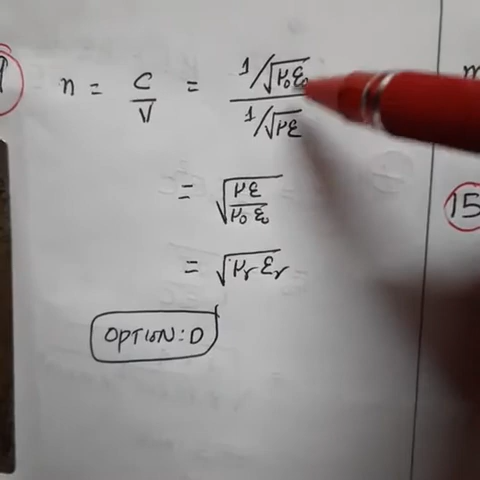 n = C/V = (1/√μ₀ε₀)/(1/√με)
= √(με/μ₀ε₀)
15
= √μᵣεᵣ
OPTION: D